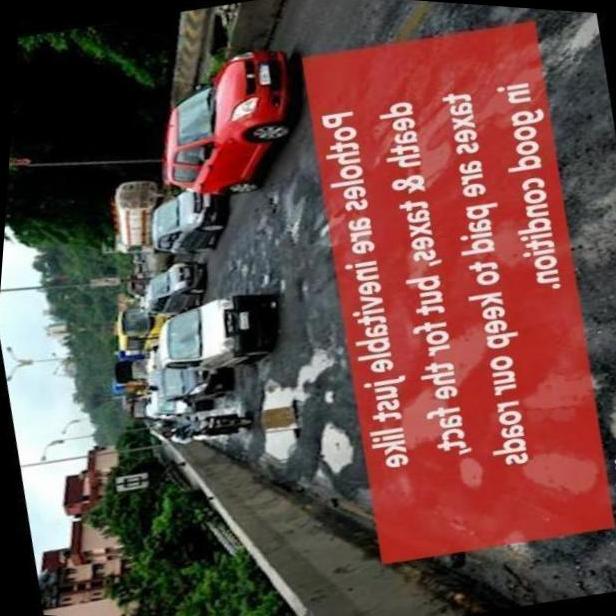 Potholes are inevitable just like
death & taxes, but for the fact,
taxes are paid to kekp our roads
in good condition.